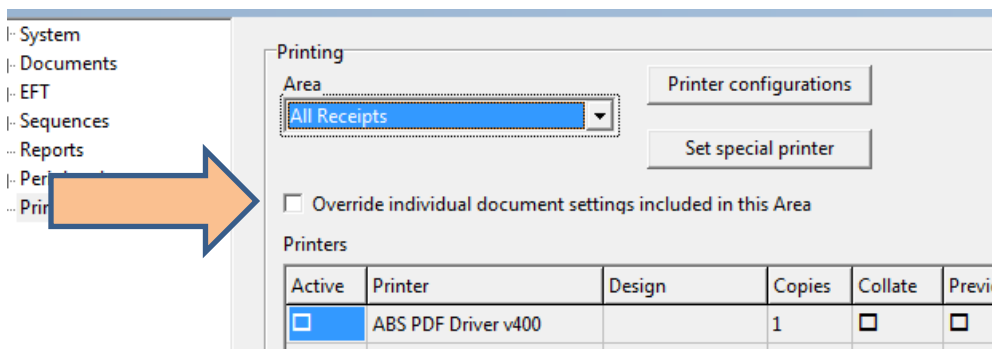 System
Documents
EFT
Sequences
Reports
Printing
Area
All Receipts
Printer configurations
Set special printer
Override individual document settings included in this Area
Printers
Active Printer Design Copies Collate
ABS PDF Driver v400 1